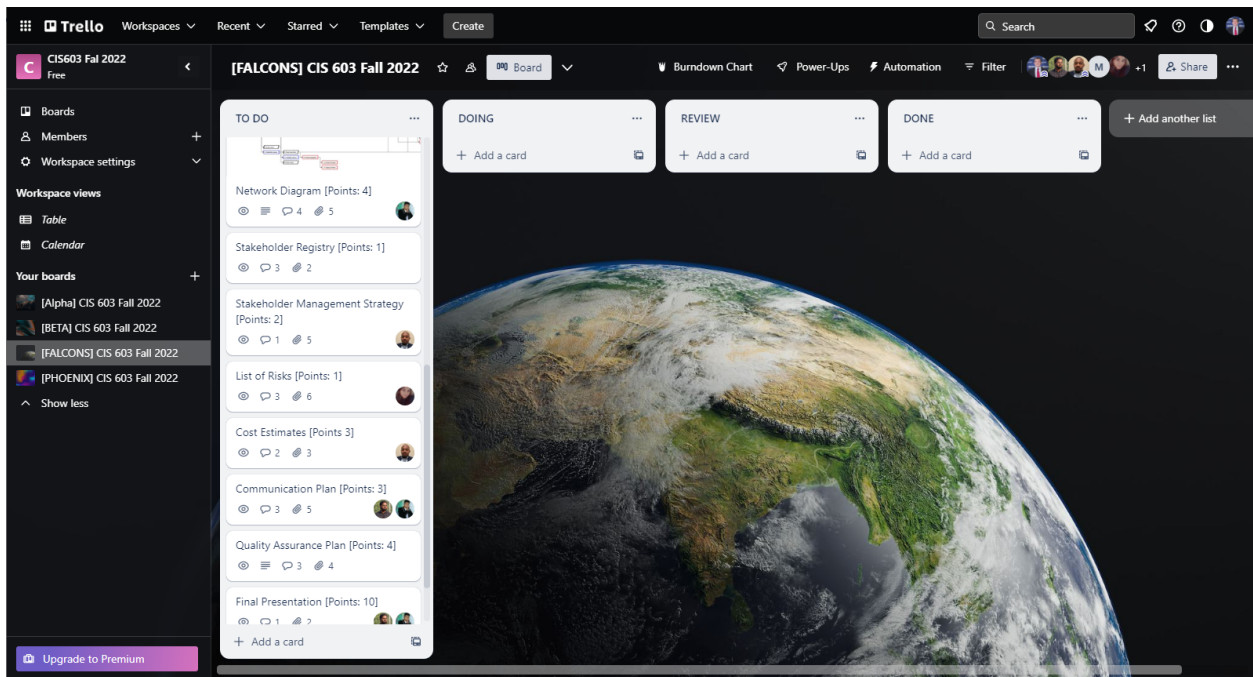 Trello
Workspaces
Recent
Starred
Templates
Create
Search
C
CIS603 Fal 2022
Free
Boards
Members
Workspace settings
Workspace views
Table
Calendar
Your boards
[Alpha] CIS 603 Fall 2022
[BETA] CIS 603 Fall 2022
[FALCONS] CIS 603 Fall 2022
[PHOENIX] CIS 603 Fall 2022
Show less
Upgrade to Premium
[FALCONS] CIS 603 Fall 2022
Board
Burndown Chart
Power-Ups
Automation
Filter
M
+1
Share
TO DO
Network Diagram [Points: 4]
4 5
Stakeholder Registry [Points: 1]
3 2
Stakeholder Management Strategy
[Points: 2]
1 5
List of Risks [Points: 1]
3 6
Cost Estimates [Points 3]
2 3
Communication Plan [Points: 3]
3 5
Quality Assurance Plan [Points: 4]
3 4
Final Presentation [Points: 10]
1 2
+ Add a card
DOING
+ Add a card
REVIEW
+ Add a card
DONE
+ Add a card
+ Add another list